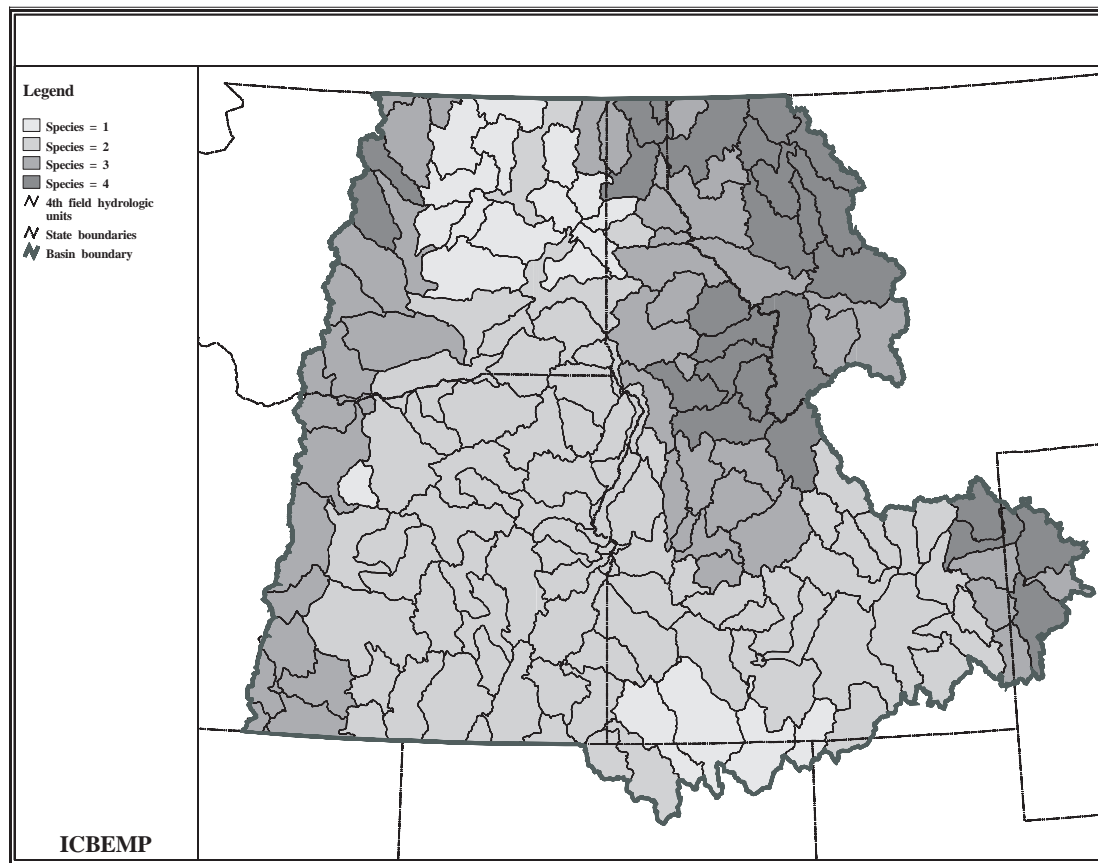 Legend
Species = 1
Species = 2
Species = 3
Species = 4
4th field hydrologic
units
State boundaries
Basin boundary
ICBEMP